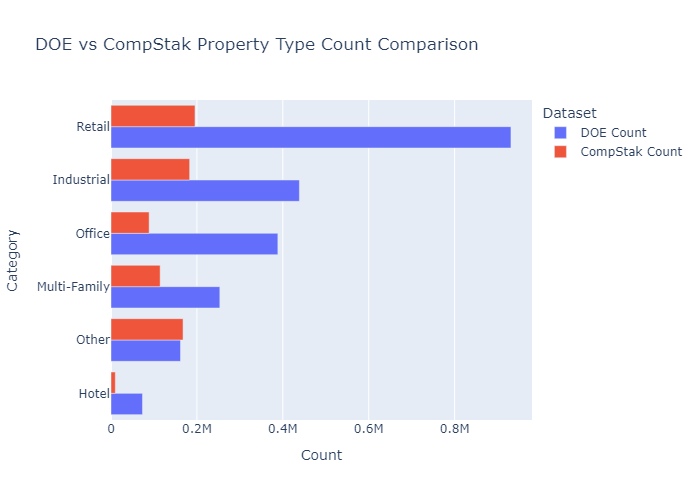 DOE vs CompStak Property Type Count Comparison
Dataset
DOE Count
CompStak Count
Category
Retail
Industrial
Office
Multi-Family
Other
Hotel
0 0.2M 0.4M 0.6M 0.8M
Count